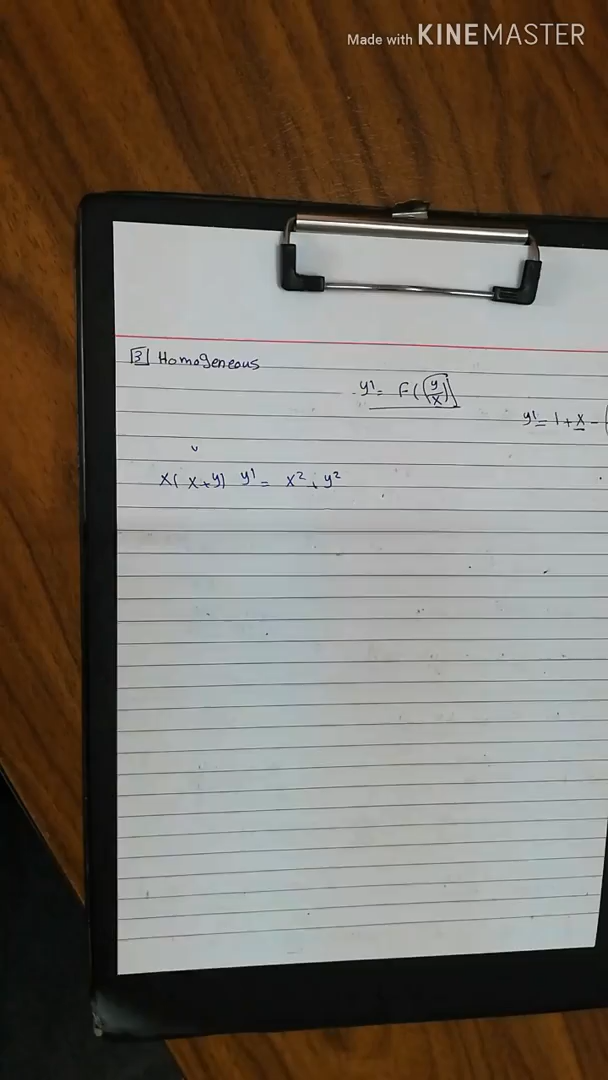 Made with KINEMASTER
[3] Homogeneous
y' = F((y/x))
y' = 1 + x - (
x(x+y) y' = x² + y²